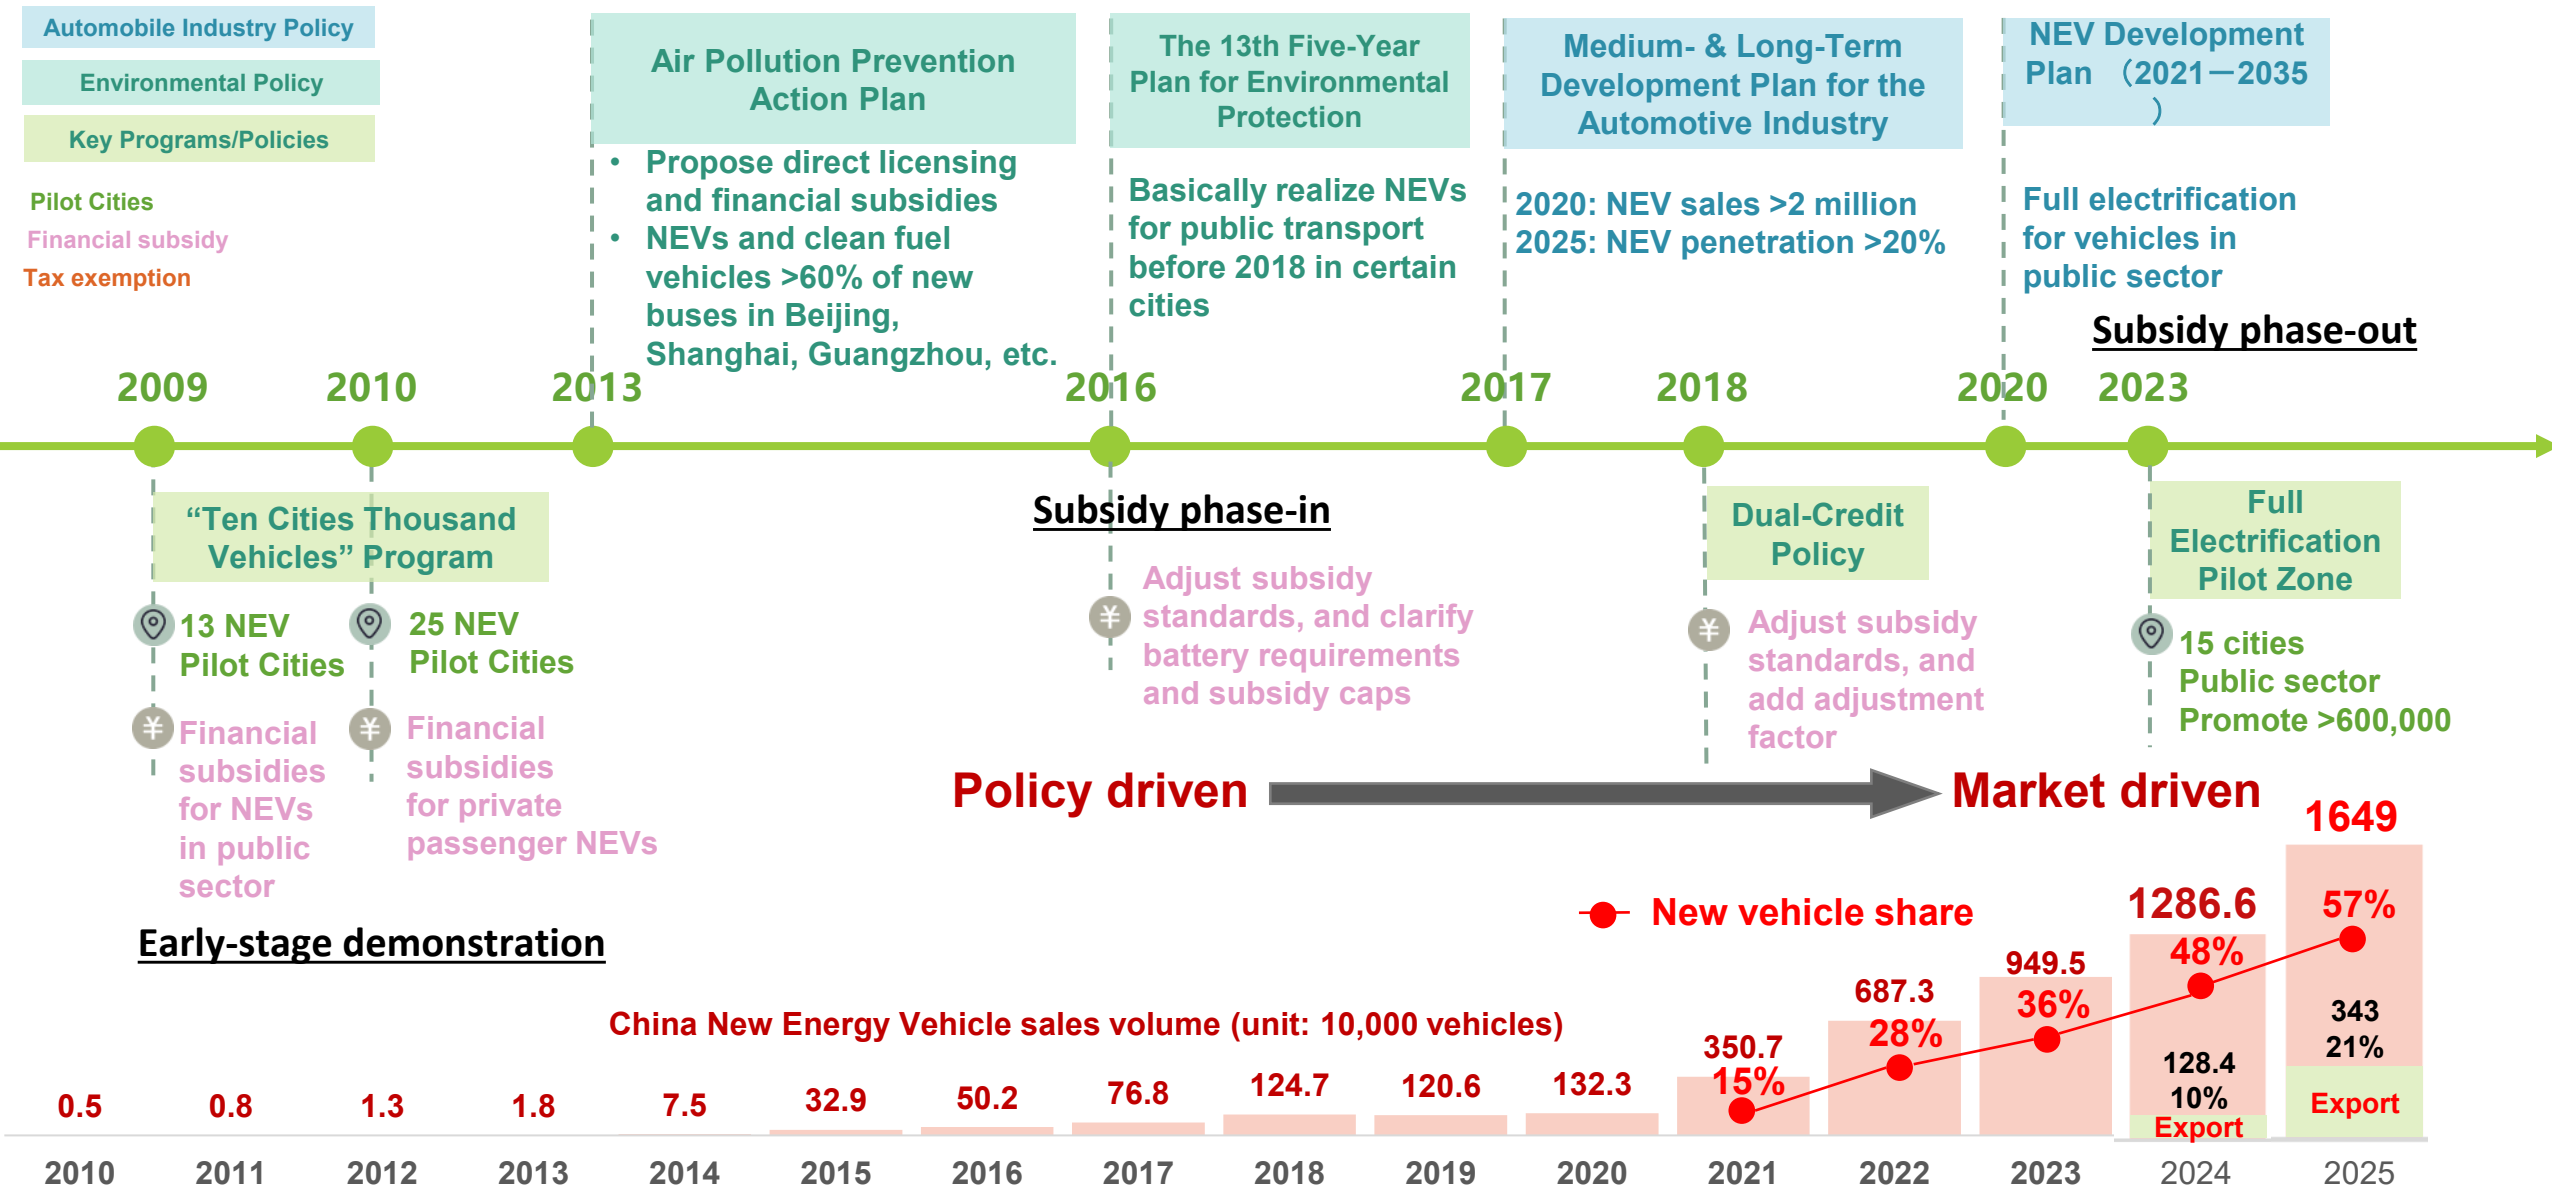 Automobile Industry Policy
Environmental Policy
Key Programs/Policies
Pilot Cities
Financial subsidy
Tax exemption
Air Pollution Prevention
Action Plan
• Propose direct licensing
and financial subsidies
• NEVs and clean fuel
vehicles >60% of new
buses in Beijing,
Shanghai, Guangzhou, etc.
The 13th Five-Year
Plan for Environmental
Protection
Basically realize NEVs
for public transport
before 2018 in certain
cities
Medium- & Long-Term
Development Plan for the
Automotive Industry
2020: NEV sales >2 million
2025: NEV penetration >20%
NEV Development
Plan （2021－2035
）
Full electrification
for vehicles in
public sector
Subsidy phase-out
2009
2010
2013
2016
2017
2018
2020
2023
“Ten Cities Thousand
Vehicles” Program
13 NEV
Pilot Cities
¥
Financial
subsidies
for NEVs
in public
sector
25 NEV
Pilot Cities
¥
Financial
subsidies
for private
passenger NEVs
Early-stage demonstration
Subsidy phase-in
¥
Adjust subsidy
standards, and clarify
battery requirements
and subsidy caps
Dual-Credit
Policy
¥
Adjust subsidy
standards, and
add adjustment
factor
Full
Electrification
Pilot Zone
15 cities
Public sector
Promote >600,000
Policy driven
Market driven
New vehicle share
China New Energy Vehicle sales volume (unit: 10,000 vehicles)
0.5
0.8
1.3
1.8
7.5
32.9
50.2
76.8
124.7
120.6
132.3
350.7
15%
687.3
28%
949.5
36%
1286.6
48%
128.4
10%
Export
1649
57%
343
21%
Export
2010
2011
2012
2013
2014
2015
2016
2017
2018
2019
2020
2021
2022
2023
2024
2025